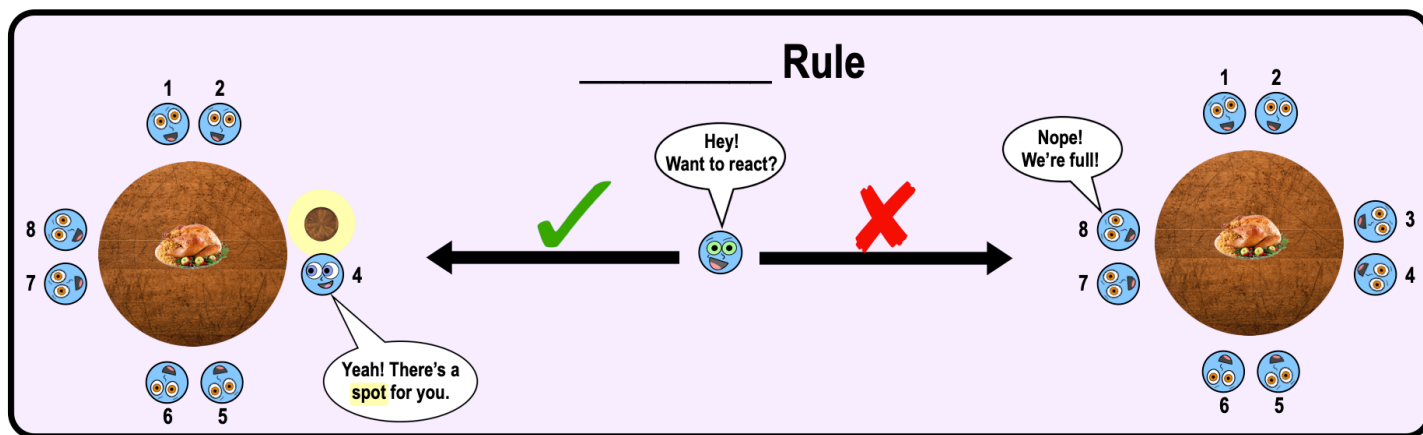 ____________ Rule
1 2
8
7
4
6 5
Yeah! There's a
spot for you.
Hey!
Want to react?
Nope!
We're full!
1 2
8
7
3
4
6 5